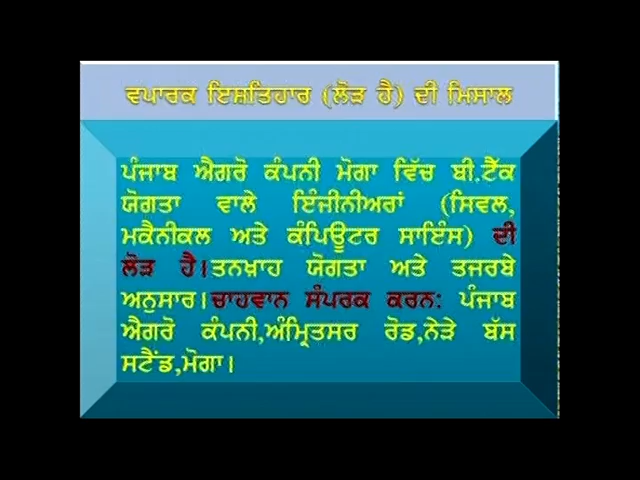 ਵਪਾਰਕ ਇਸ਼ਤਿਹਾਰ (ਲੋੜ ਹੈ) ਦੀ ਮਿਸਾਲ
ਪੰਜਾਬ ਐਗਰੋ ਕੰਪਨੀ ਮੋਗਾ ਵਿੱਚ ਬੀ.ਟੈੱਕ
ਯੋਗਤਾ ਵਾਲੇ ਇੰਜੀਨੀਅਰਾਂ (ਸਿਵਲ,
ਮਕੈਨੀਕਲ ਅਤੇ ਕੰਪਿਊਟਰ ਸਾਇੰਸ) ਦੀ
ਲੋੜ ਹੈ।ਤਨਖ਼ਾਹ ਯੋਗਤਾ ਅਤੇ ਤਜਰਬੇ
ਅਨੁਸਾਰ।ਚਾਹਵਾਨ ਸੰਪਰਕ ਕਰਨ: ਪੰਜਾਬ
ਐਗਰੋ ਕੰਪਨੀ,ਅੰਮ੍ਰਿਤਸਰ ਰੋਡ,ਨੇੜੇ ਬੱਸ
ਸਟੈਂਡ,ਮੋਗਾ।